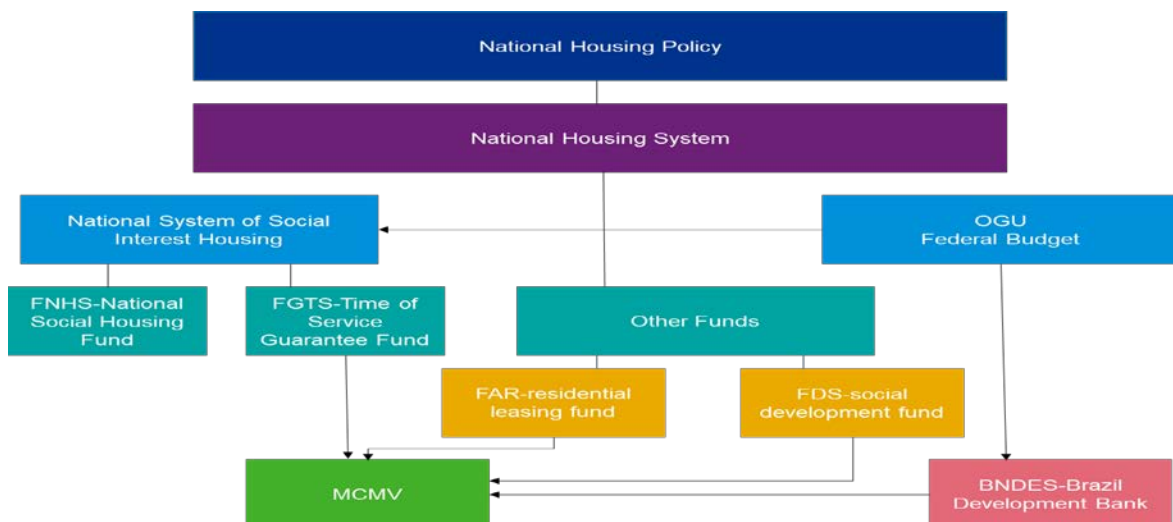 National Housing Policy
National Housing System
National System of Social
Interest Housing
OGU
Federal Budget
FNHS-National
Social Housing
Fund
FGTS-Time of
Service
Guarantee Fund
Other Funds
FAR-residential
leasing fund
FDS-social
development fund
MCMV
BNDES-Brazil
Development Bank